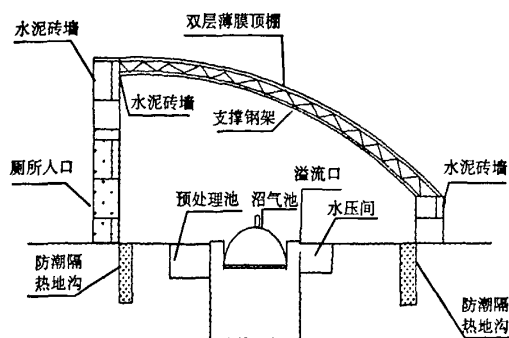 双层薄膜顶棚
水泥砖墙
水泥砖墙
支撑钢架
厕所人口
溢流口
水泥砖墙
预处理池
沼气池
水压间
防潮隔
热地沟
防潮隔
热地沟